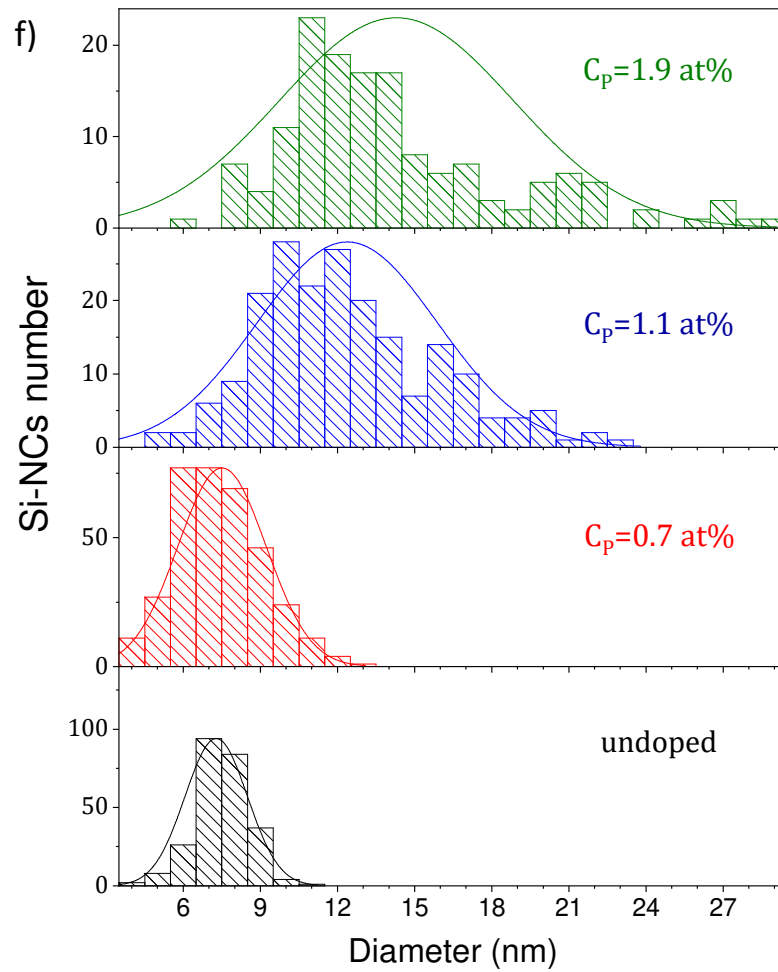 f)
20
10
0
C_P=1.9 at%
20
10
0
C_P=1.1 at%
50
0
C_P=0.7 at%
100
50
0
undoped
6 9 12 15 18 21 24 27
Diameter (nm)
Si-NCs number